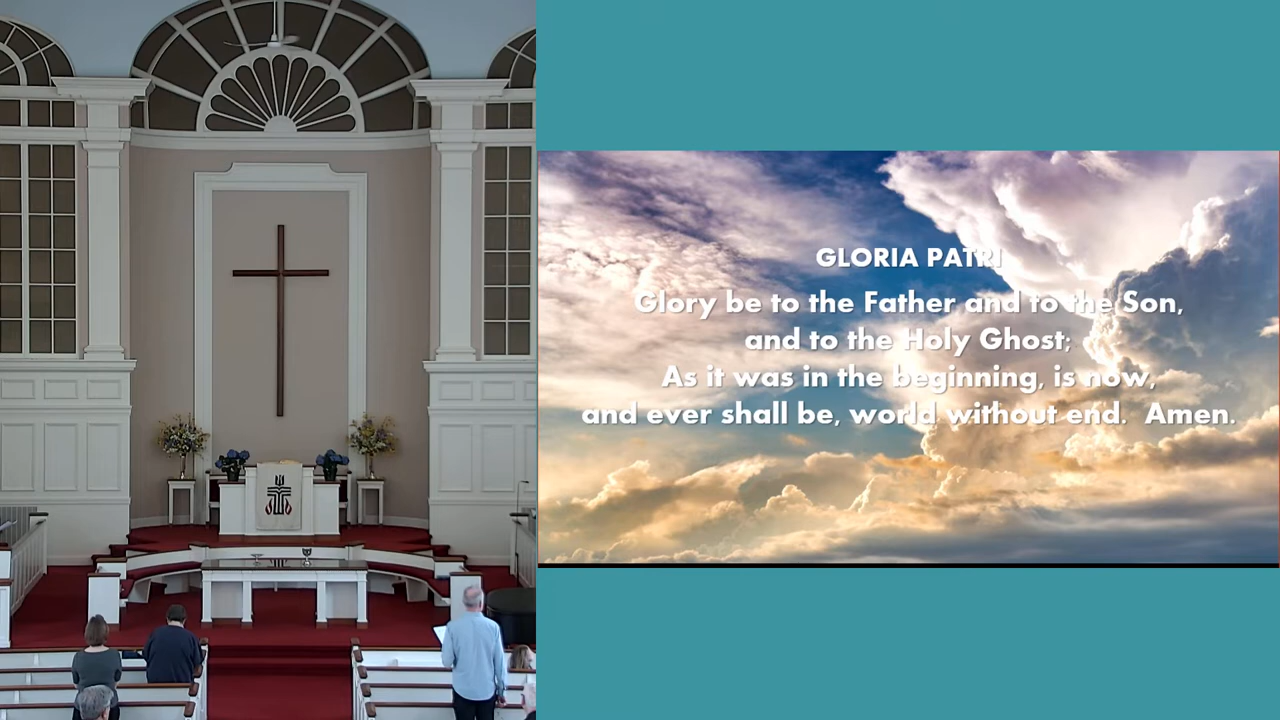 GLORIA PATRI
Glory be to the Father and to the Son,
and to the Holy Ghost;
As it was in the beginning, is now,
and ever shall be, world without end.  Amen.